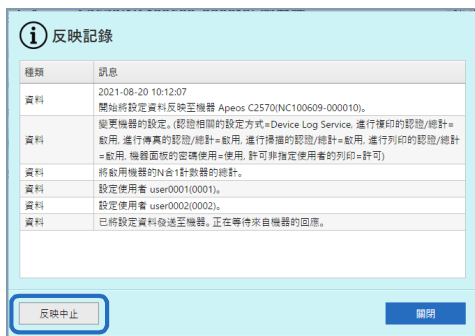 反映記錄
種類 訊息
資料 2021-08-20 10:12:07
開始將設定資料反映至機器 Apeos C2570(NC100609-000010)。
資料 變更機器的設定。(認證相關的設定方式=Device Log Service, 進行複印的認證/總計=
啟用, 進行傳真的認證/總計=啟用, 進行掃描的認證/總計=啟用, 進行列印的認證/總計
=啟用, 機器面板的密碼使用=使用, 許可非指定使用者的列印=許可)
資料 將啟用機器的N合1計數器的總計。
資料 設定使用者 user0001(0001)。
資料 設定使用者 user0002(0002)。
資料 已將設定資料發送至機器。正在等待來自機器的回應。
反映中止 關閉